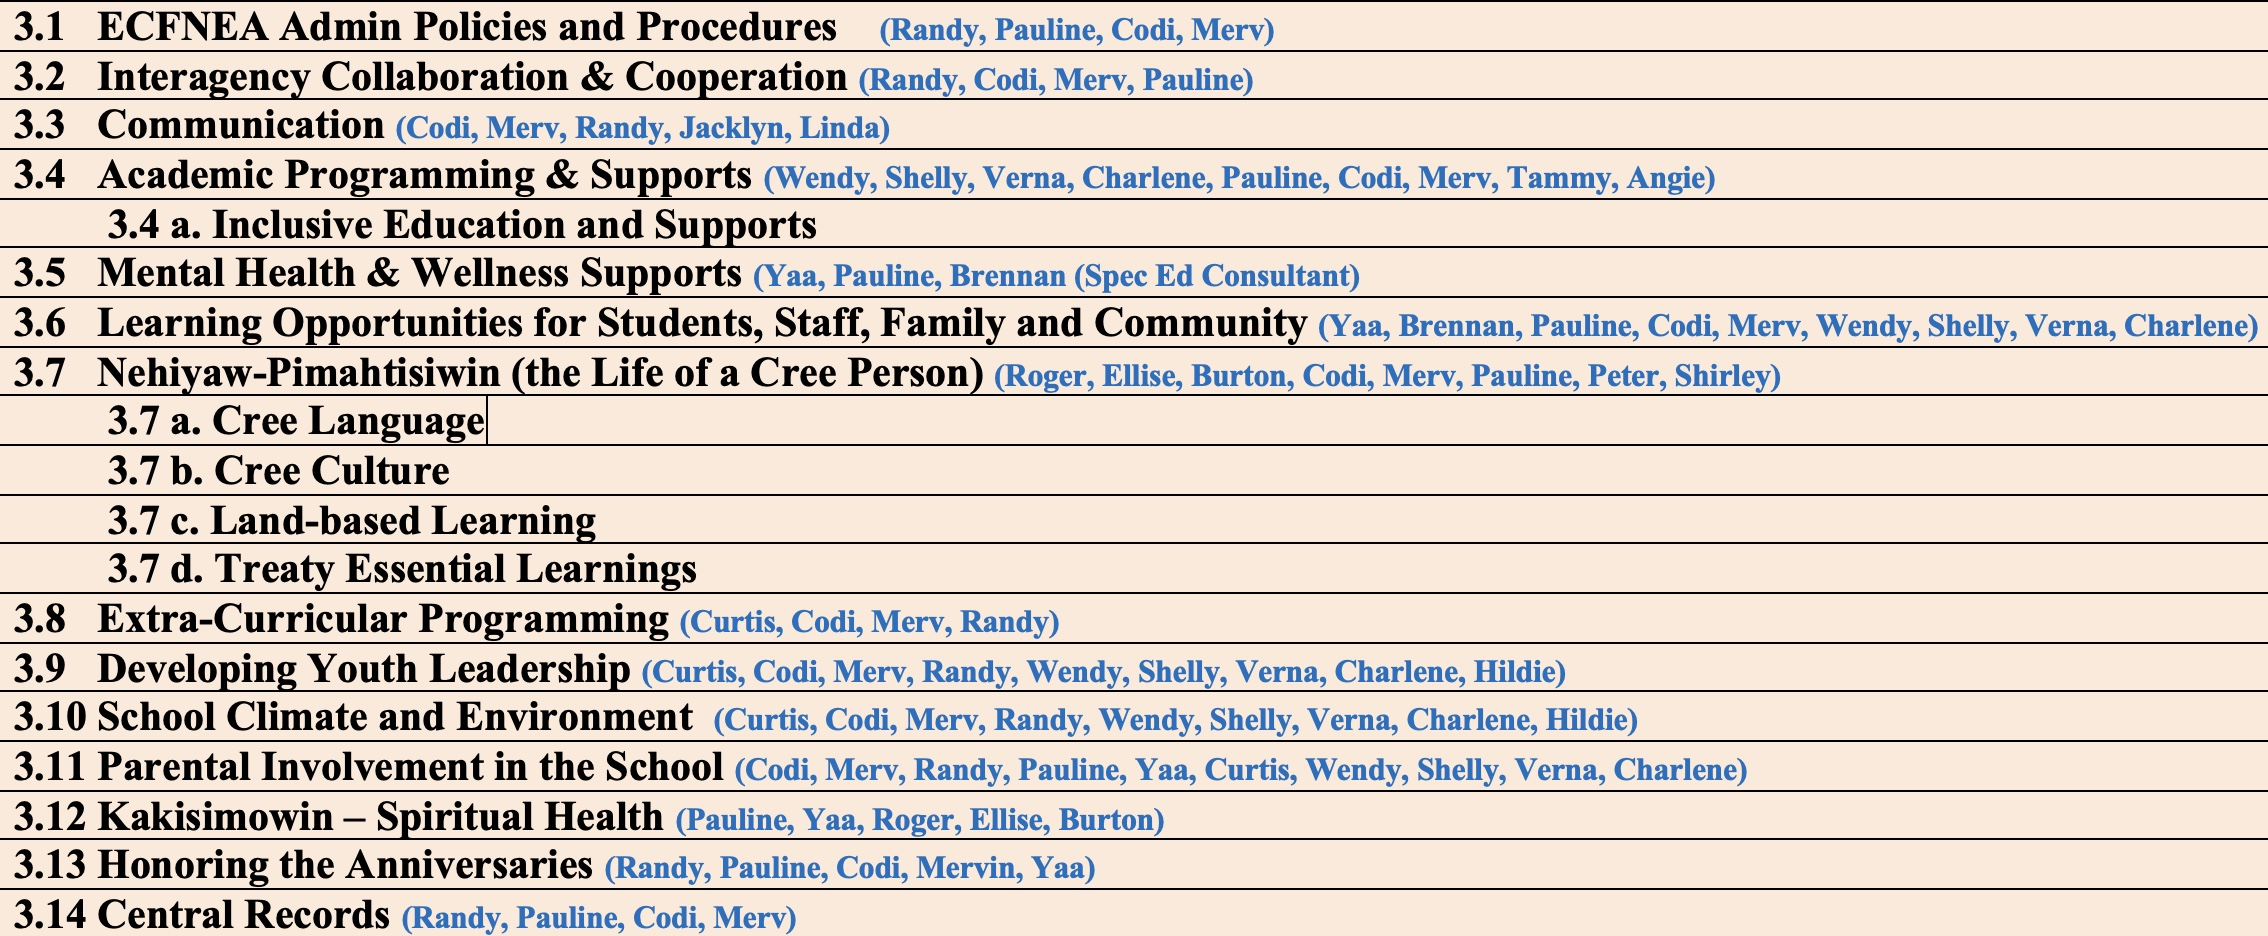 3.1 ECFNEA Admin Policies and Procedures (Randy, Pauline, Codi, Merv)
3.2 Interagency Collaboration & Cooperation (Randy, Codi, Merv, Pauline)
3.3 Communication (Codi, Merv, Randy, Jacklyn, Linda)
3.4 Academic Programming & Supports (Wendy, Shelly, Verna, Charlene, Pauline, Codi, Merv, Tammy, Angie)
3.4 a. Inclusive Education and Supports
3.5 Mental Health & Wellness Supports (Yaa, Pauline, Brennan (Spec Ed Consultant)
3.6 Learning Opportunities for Students, Staff, Family and Community (Yaa, Brennan, Pauline, Codi, Merv, Wendy, Shelly, Verna, Charlene)
3.7 Nehiyaw-Pimahtisiwin (the Life of a Cree Person) (Roger, Ellise, Burton, Codi, Merv, Pauline, Peter, Shirley)
3.7 a. Cree Language
3.7 b. Cree Culture
3.7 c. Land-based Learning
3.7 d. Treaty Essential Learnings
3.8 Extra-Curricular Programming (Curtis, Codi, Merv, Randy)
3.9 Developing Youth Leadership (Curtis, Codi, Merv, Randy, Wendy, Shelly, Verna, Charlene, Hildie)
3.10 School Climate and Environment (Curtis, Codi, Merv, Randy, Wendy, Shelly, Verna, Charlene, Hildie)
3.11 Parental Involvement in the School (Codi, Merv, Randy, Pauline, Yaa, Curtis, Wendy, Shelly, Verna, Charlene)
3.12 Kakisimowin – Spiritual Health (Pauline, Yaa, Roger, Ellise, Burton)
3.13 Honoring the Anniversaries (Randy, Pauline, Codi, Mervin, Yaa)
3.14 Central Records (Randy, Pauline, Codi, Merv)